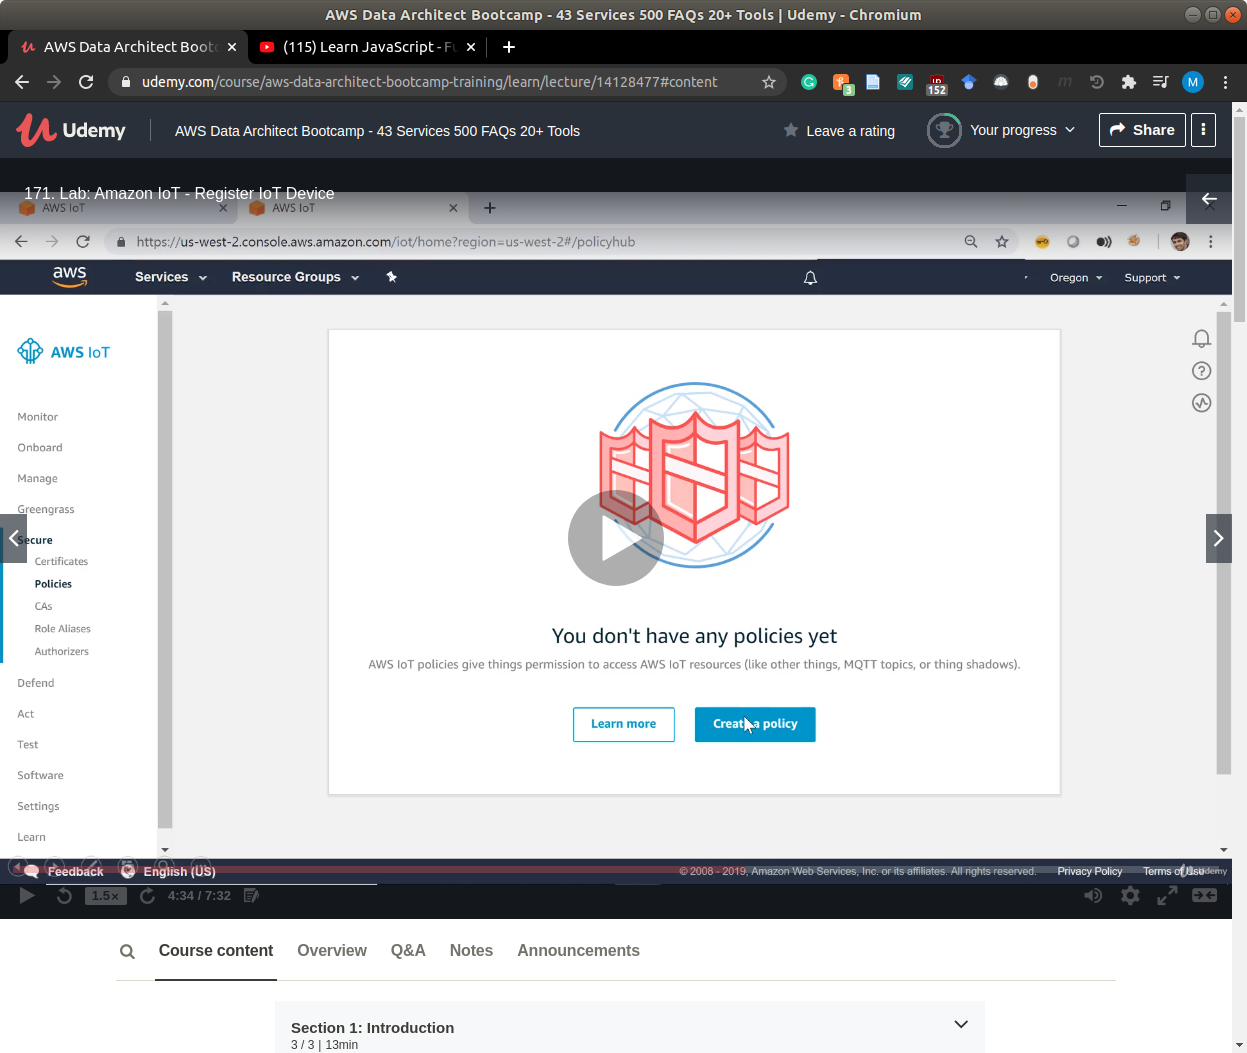 AWS Data Architect Bootcamp - 43 Services 500 FAQs 20+ Tools | Udemy - Chromium
AWS Data Architect Boot
(115) Learn JavaScript - Fu
udemy.com/course/aws-data-architect-bootcamp-training/learn/lecture/14128477#content
3
152
M
Udemy
AWS Data Architect Bootcamp - 43 Services 500 FAQs 20+ Tools
Leave a rating
Your progress
Share
171. Lab: Amazon IoT - Register IoT Device
AWS IoT
AWS IoT
https://us-west-2.console.aws.amazon.com/iot/home?region=us-west-2#/policyhub
aws
Services
Resource Groups
Oregon
Support
AWS IoT
Monitor
Onboard
Manage
Greengrass
Secure
Certificates
Policies
CAs
Role Aliases
Authorizers
Defend
Act
Test
Software
Settings
Learn
You don't have any policies yet
AWS IoT policies give things permission to access AWS IoT resources (like other things, MQTT topics, or thing shadows).
Learn more
Create a policy
Feedback
English (US)
© 2008 - 2019, Amazon Web Services, Inc. or its affiliates. All rights reserved.
Privacy Policy
Terms of Use
Udemy
1.5x
4:34 / 7:32
Course content
Overview
Q&A
Notes
Announcements
Section 1: Introduction
3 / 3 | 13min